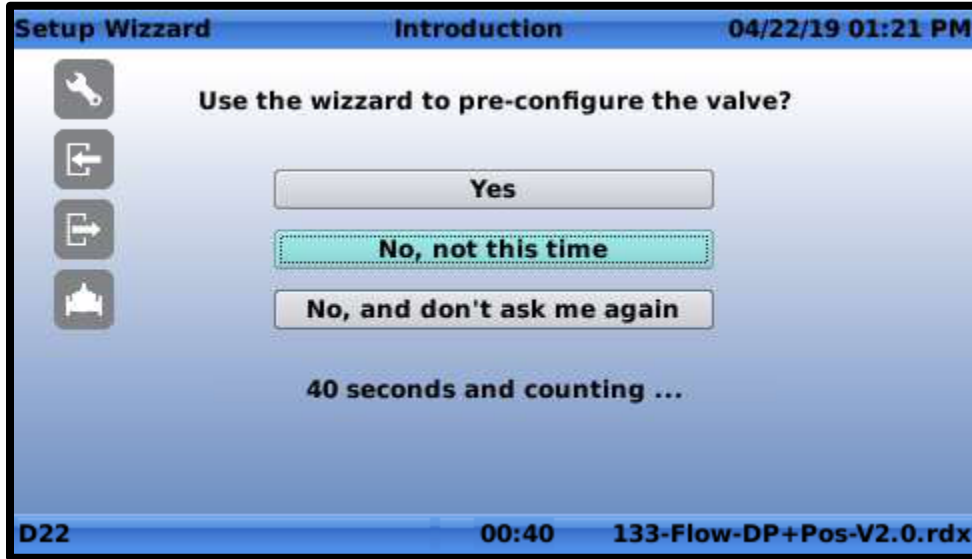 Setup Wizzard Introduction 04/22/19 01:21 PM
Use the wizzard to pre-configure the valve?
Yes
No, not this time
No, and don't ask me again
40 seconds and counting ...
D22 00:40 133-Flow-DP+Pos-V2.0.rdx